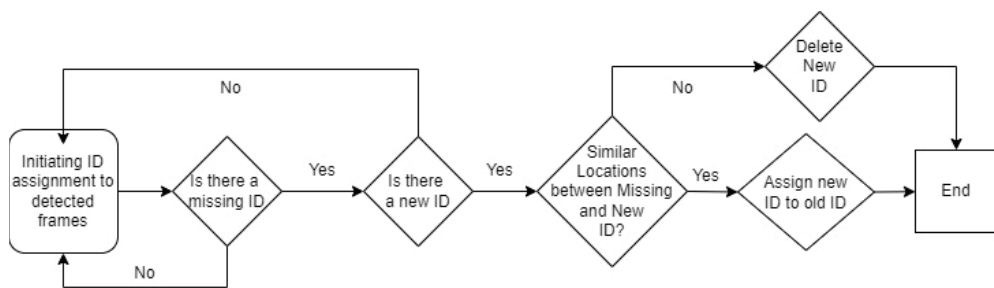 Delete
New
ID
No
No
Initiating ID
assignment to
detected
frames
Is there a
missing ID
Yes
Is there
a new ID
Yes
Similar
Locations
between Missing
and New
ID?
Yes
Assign new
ID to old ID
End
No